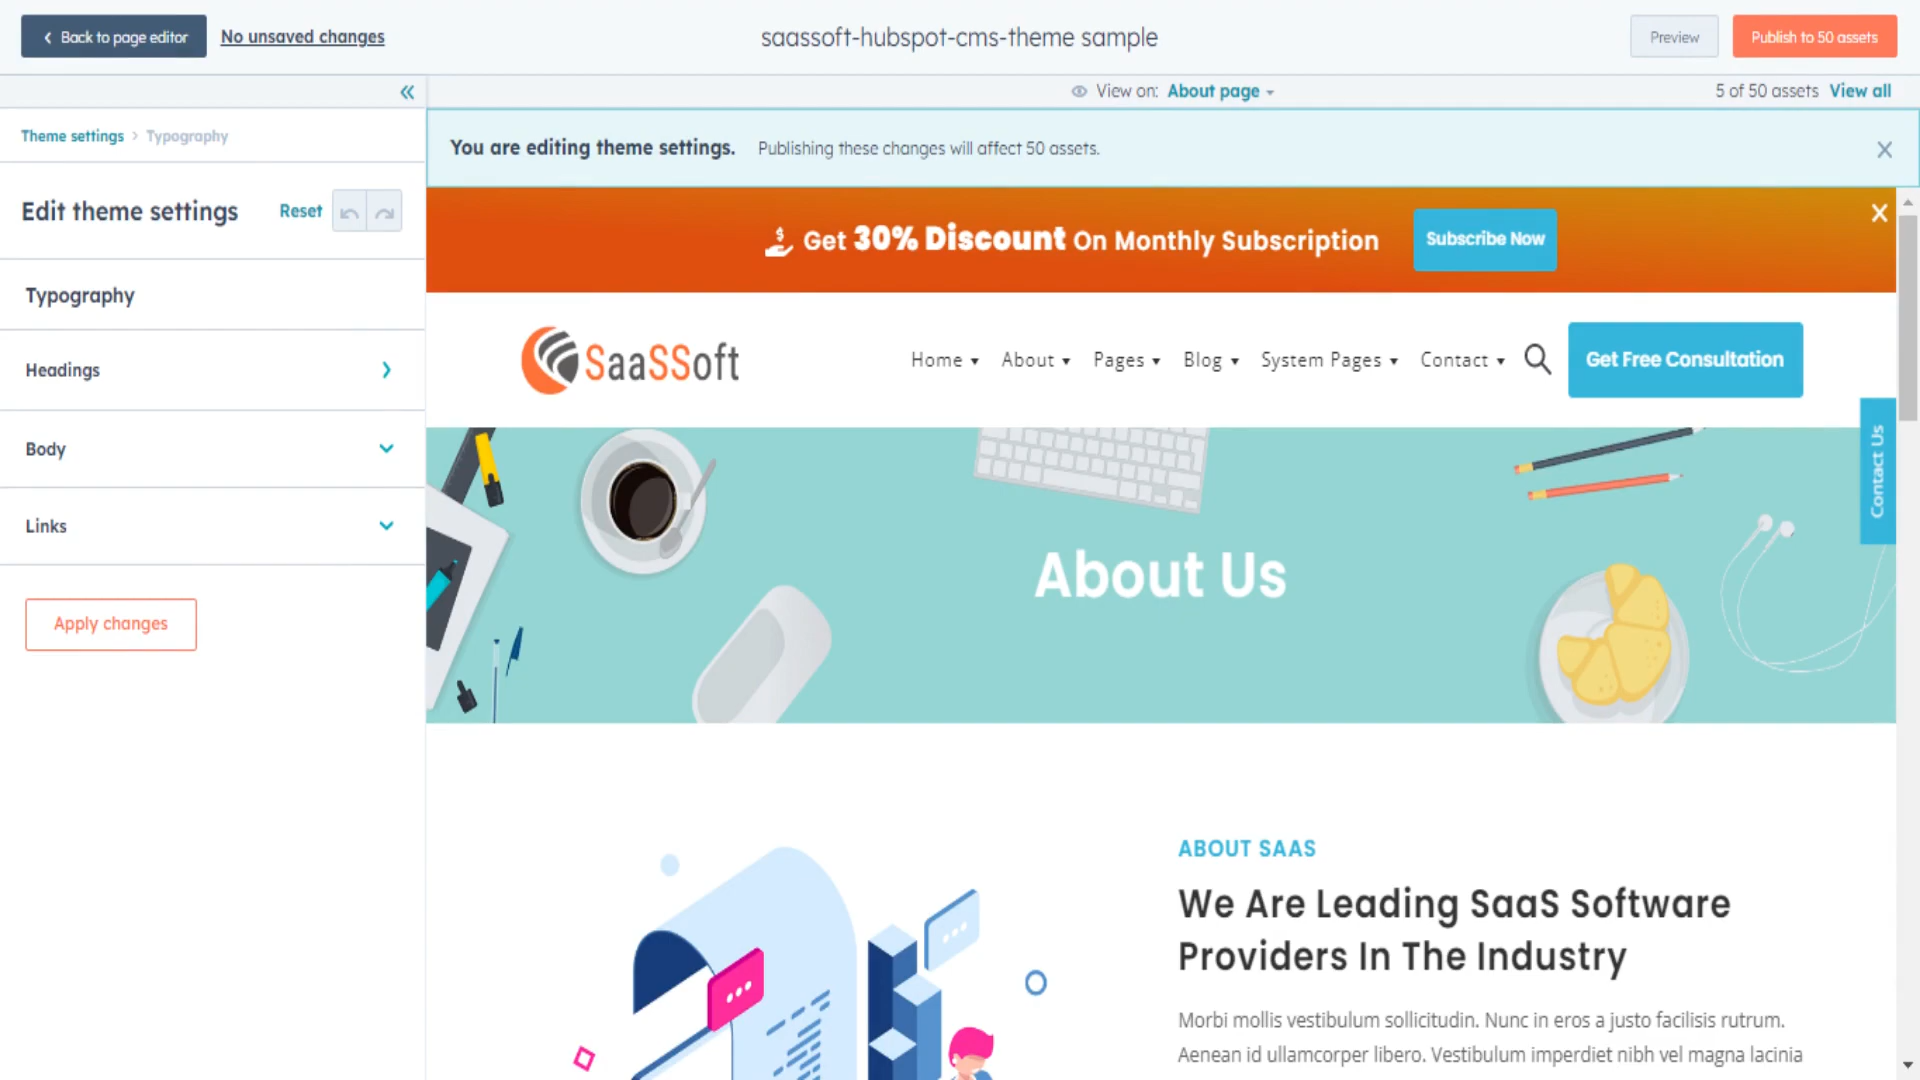 Back to page editor
No unsaved changes
saassoft-hubspot-cms-theme sample
Preview
Publish to 50 assets
View on: About page
5 of 50 assets View all
Theme settings > Typography
You are editing theme settings. Publishing these changes will affect 50 assets.
Edit theme settings
Reset
Get 30% Discount On Monthly Subscription
Subscribe Now
Typography
SaaSSoft
Home
About
Pages
Blog
System Pages
Contact
Get Free Consultation
Headings
Body
Links
Contact Us
About Us
Apply changes
ABOUT SAAS
We Are Leading SaaS Software
Providers In The Industry
Morbi mollis vestibulum sollicitudin. Nunc in eros a justo facilisis rutrum.
Aenean id ullamcorper libero. Vestibulum imperdiet nibh vel magna lacinia